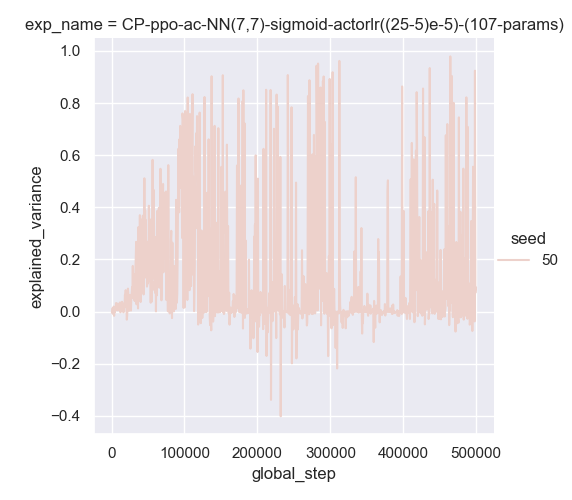 exp_name = CP-ppo-ac-NN(7,7)-sigmoid-actorlr((25-5)e-5)-(107-params)
1.0
0.8
0.6
0.4
0.2
0.0
−0.2
−0.4
explained_variance
0 100000 200000 300000 400000 500000
global_step
seed
50